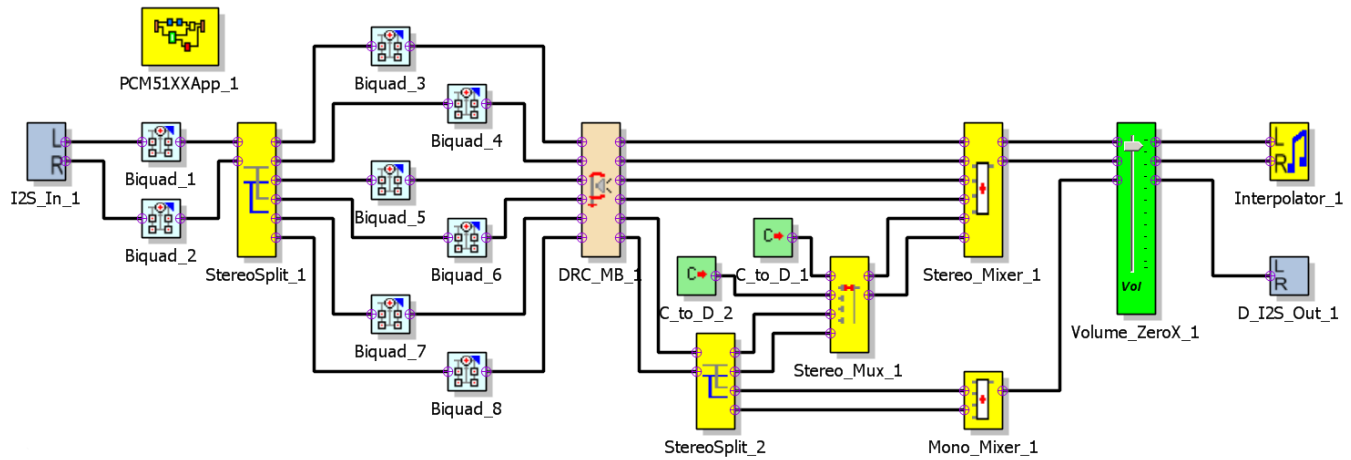 PCM51XXApp_1
Biquad_3
Biquad_4
L
R
I2S_In_1
Biquad_1
Biquad_2
StereoSplit_1
Biquad_5
Biquad_6
Biquad_7
Biquad_8
DRC_MB_1
C
C_to_D_1
C
C_to_D_2
Stereo_Mux_1
StereoSplit_2
Stereo_Mixer_1
Mono_Mixer_1
Vol
Volume_ZeroX_1
L
R
Interpolator_1
L
R
D_I2S_Out_1